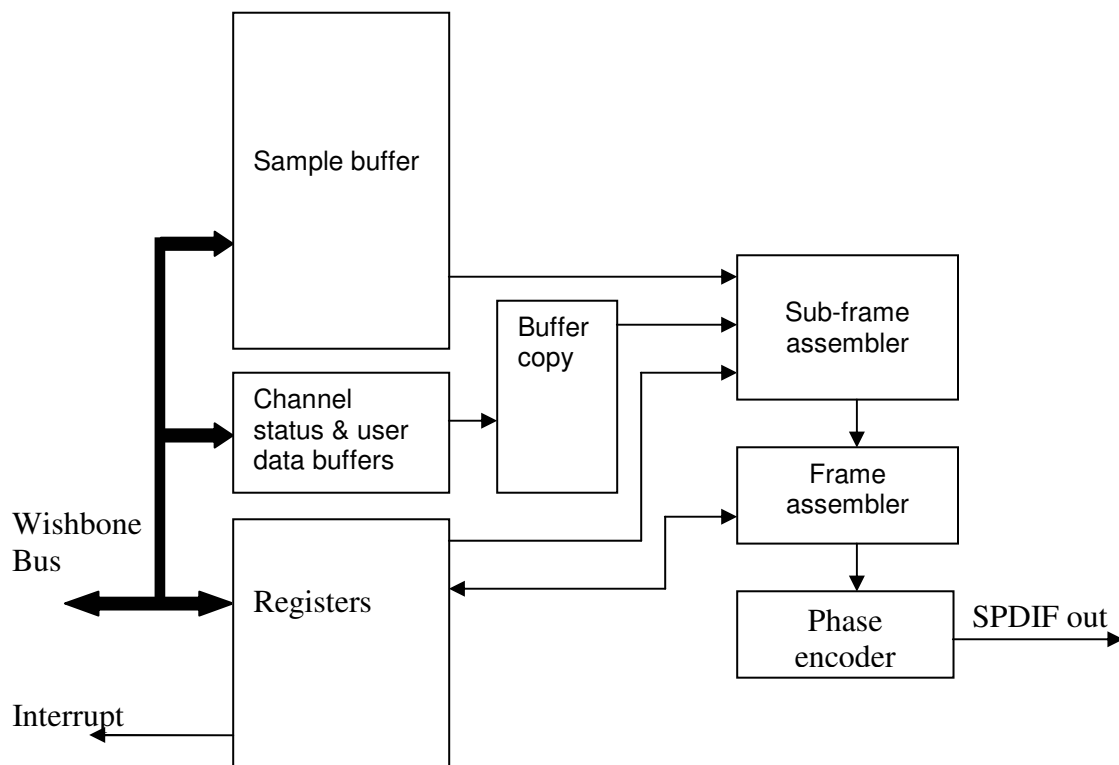 Sample buffer
Buffer
copy
Sub-frame
assembler
Channel
status & user
data buffers
Frame
assembler
Wishbone
Bus
Registers
Phase
encoder
SPDIF out
Interrupt